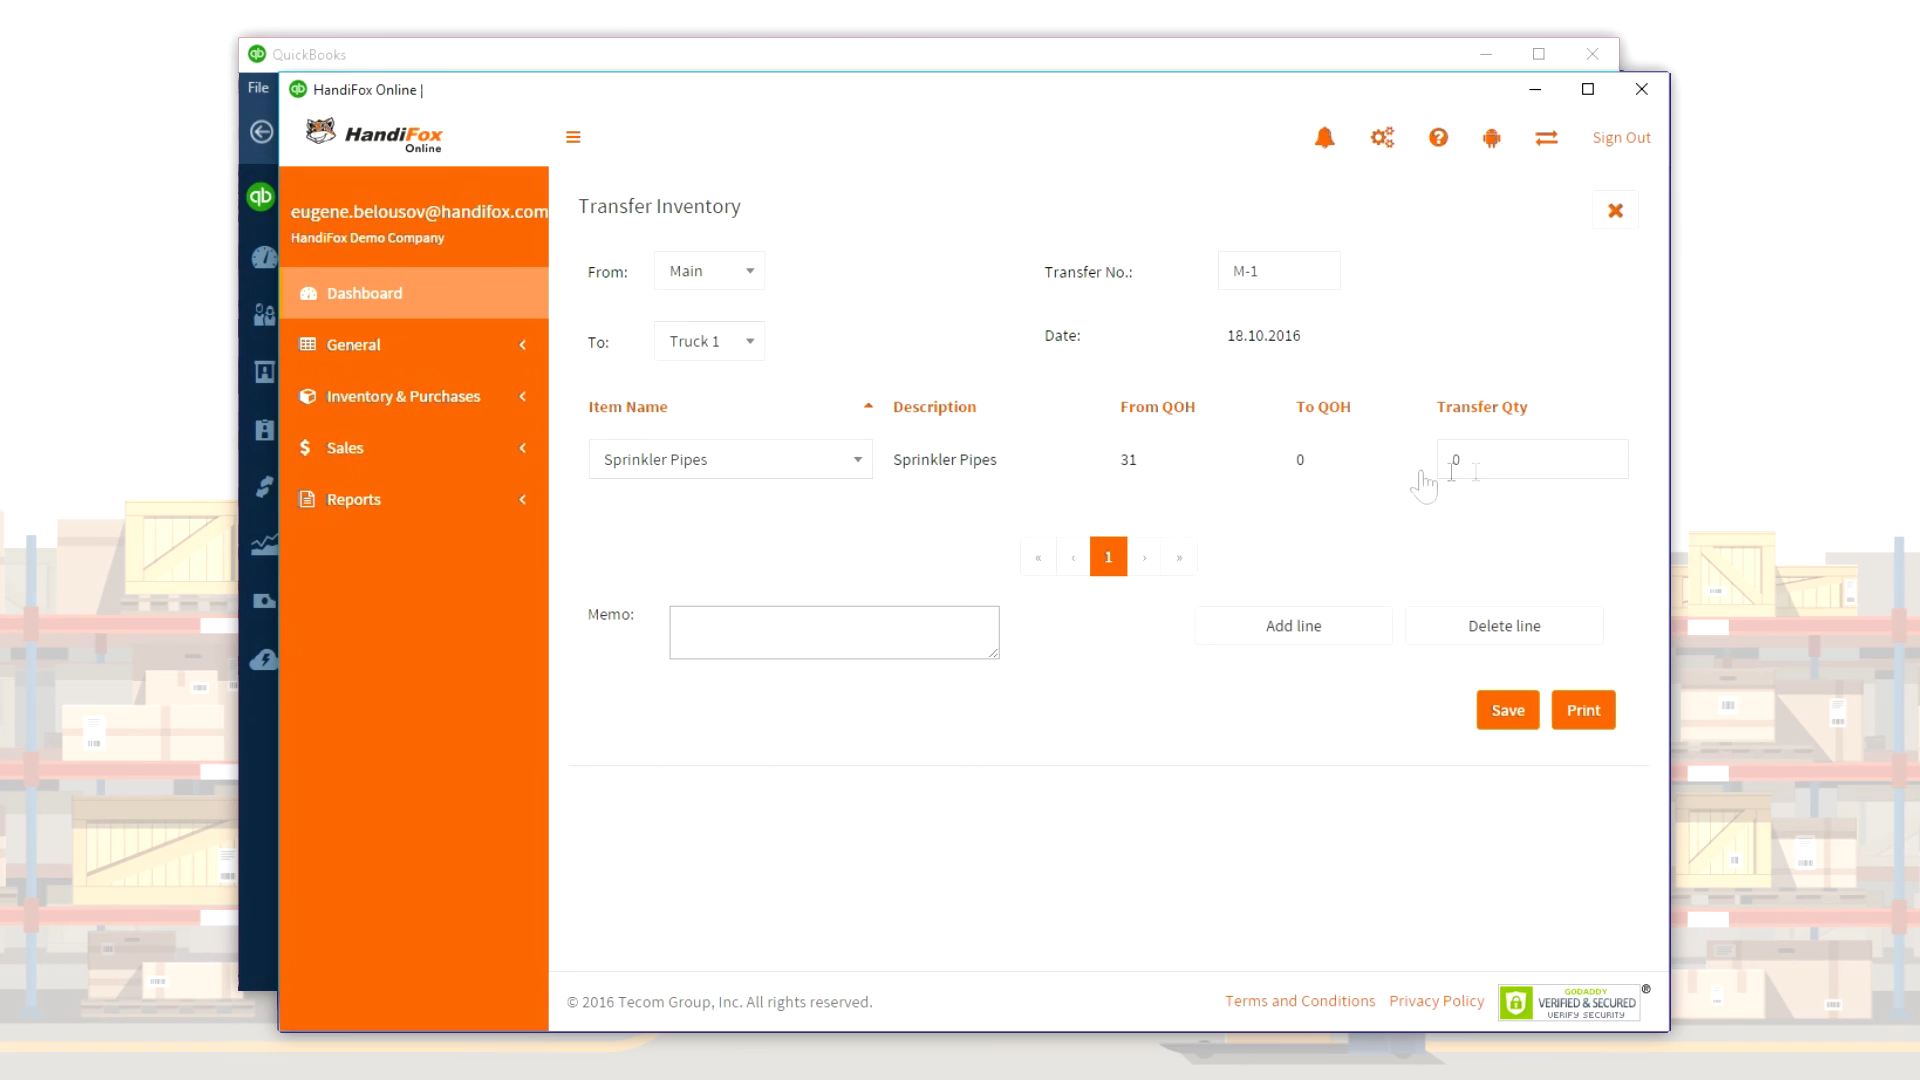 QuickBooks
File
HandiFox Online |
HandiFox
Online
Sign Out
eugene.belousov@handifox.com
HandiFox Demo Company
Dashboard
General
Inventory & Purchases
Sales
Reports
Transfer Inventory
From: Main
Transfer No.: M-1
To: Truck 1
Date: 18.10.2016
Item Name Description From QOH To QOH Transfer Qty
Sprinkler Pipes Sprinkler Pipes 31 0 0
« ‹ 1 › »
Memo:
Add line Delete line
Save Print
© 2016 Tecom Group, Inc. All rights reserved.
Terms and Conditions Privacy Policy
GODADDY
VERIFIED & SECURED
VERIFY SECURITY
®